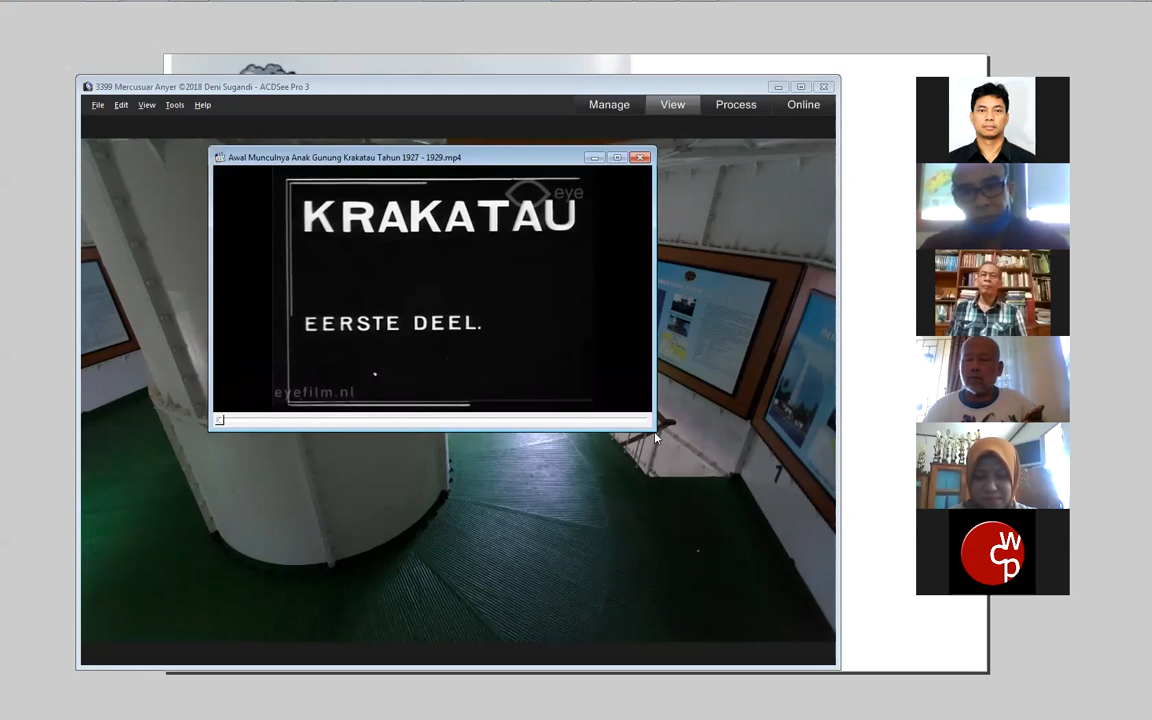 3399 Mercusuar Anyer ©2018 Deni Sugandi - ACDSee Pro 3
File Edit View Tools Help
Manage View Process Online
Awal Munculnya Anak Gunung Krakatau Tahun 1927 - 1929.mp4
eye
KRAKATAU
EERSTE DEEL.
eyefilm.nl
wcp